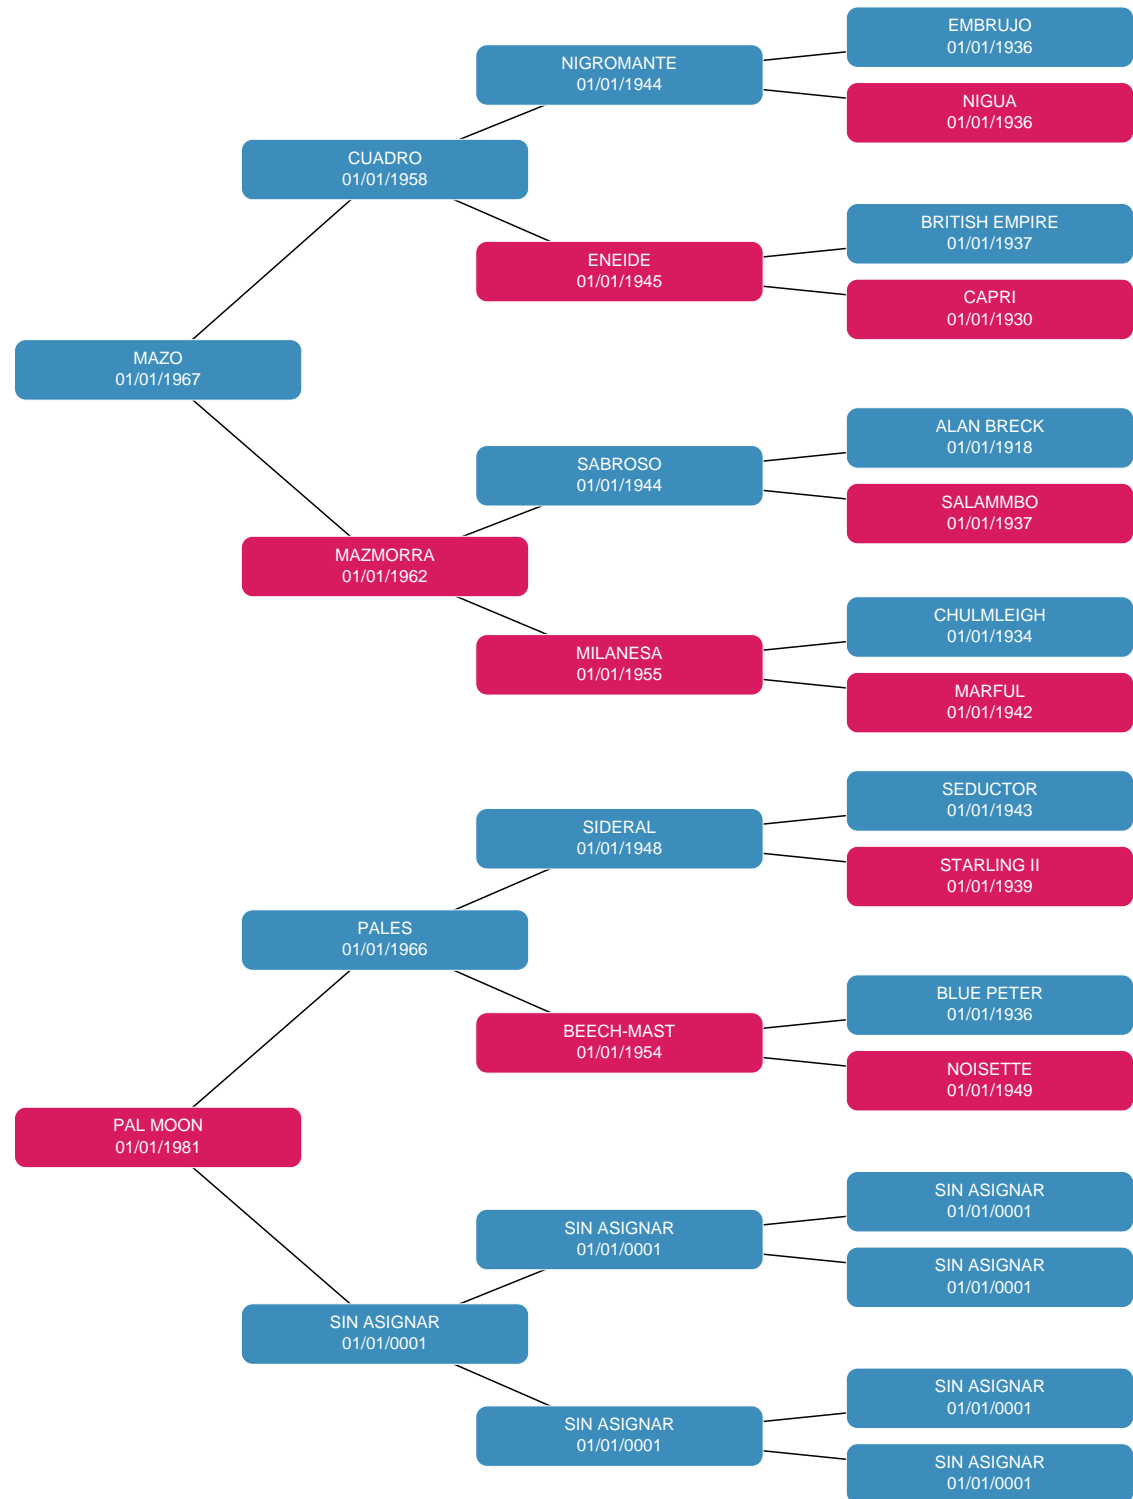 EMBRUJO
01/01/1936
NIGROMANTE
01/01/1944
NIGUA
01/01/1936
CUADRO
01/01/1958
BRITISH EMPIRE
01/01/1937
ENEIDE
01/01/1945
CAPRI
01/01/1930
MAZO
01/01/1967
ALAN BRECK
01/01/1918
SABROSO
01/01/1944
SALAMMBO
01/01/1937
MAZMORRA
01/01/1962
CHULMLEIGH
01/01/1934
MILANESA
01/01/1955
MARFUL
01/01/1942
SEDUCTOR
01/01/1943
SIDERAL
01/01/1948
STARLING II
01/01/1939
PALES
01/01/1966
BLUE PETER
01/01/1936
BEECH-MAST
01/01/1954
NOISETTE
01/01/1949
PAL MOON
01/01/1981
SIN ASIGNAR
01/01/0001
SIN ASIGNAR
01/01/0001
SIN ASIGNAR
01/01/0001
SIN ASIGNAR
01/01/0001
SIN ASIGNAR
01/01/0001
SIN ASIGNAR
01/01/0001
SIN ASIGNAR
01/01/0001